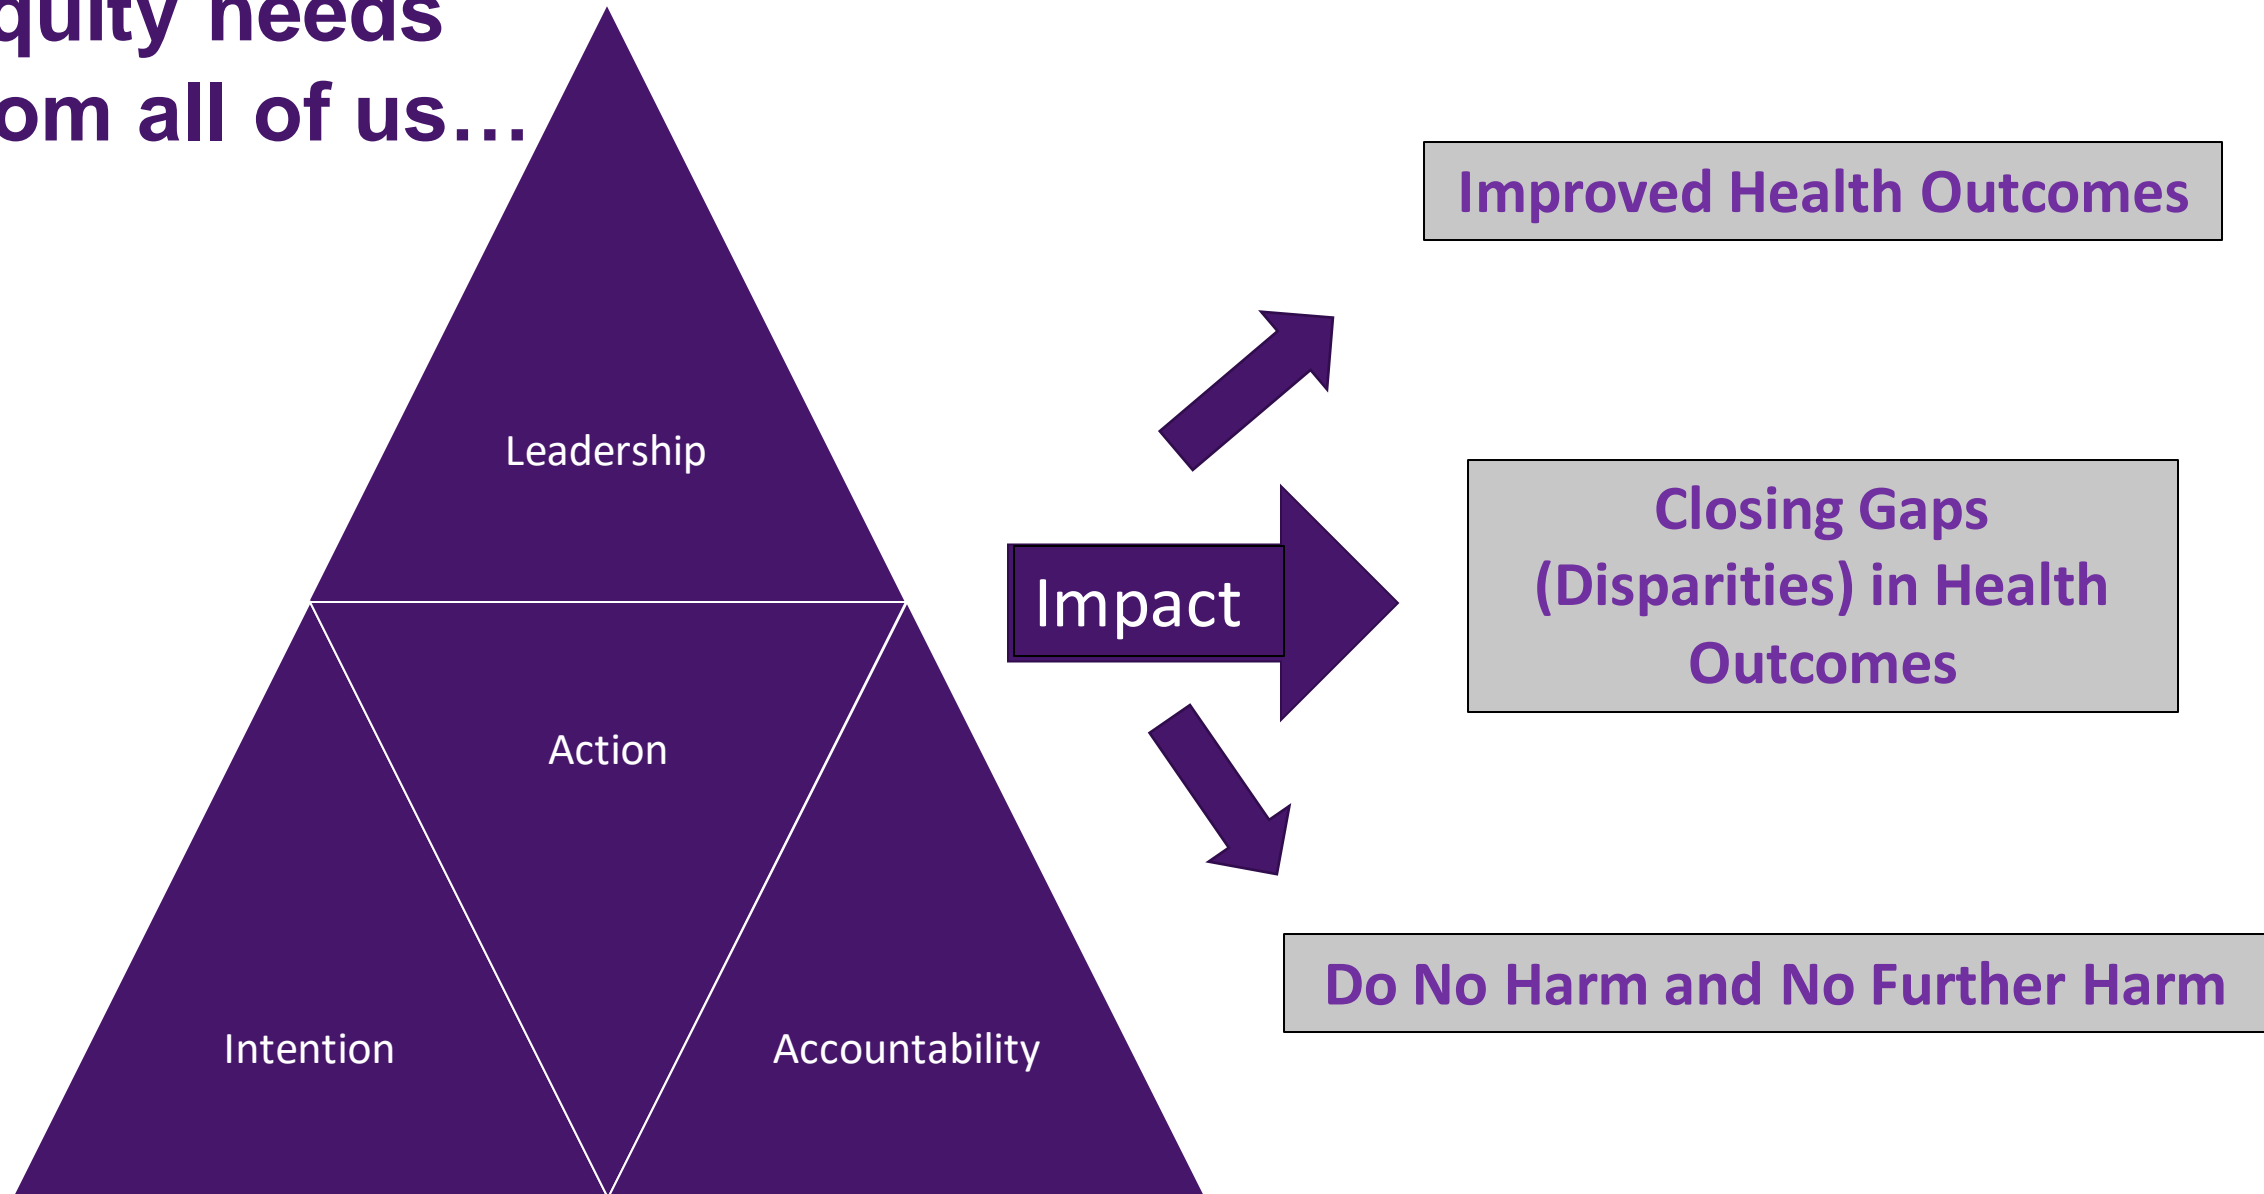 quity needs
om all of us…
Leadership
Action
Intention
Accountability
Impact
Improved Health Outcomes
Closing Gaps
(Disparities) in Health
Outcomes
Do No Harm and No Further Harm